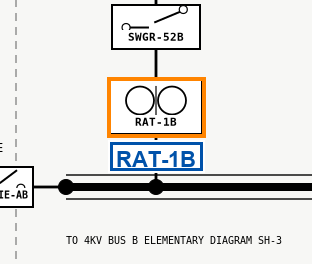 SWGR-52B
RAT-1B
RAT-1B
E
IE-AB
TO 4KV BUS B ELEMENTARY DIAGRAM SH-3